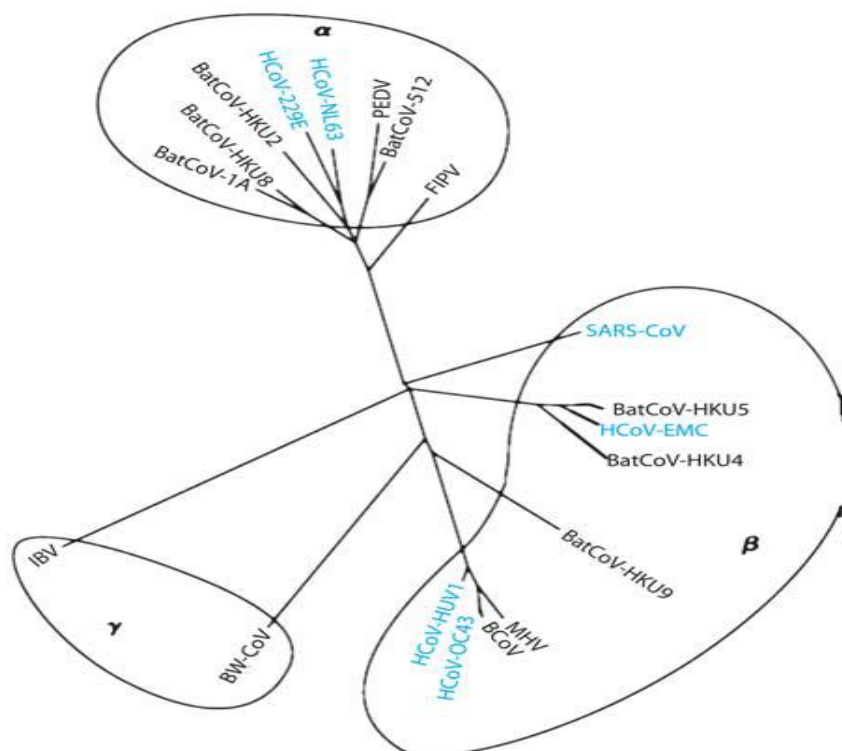 α
HCoV-229E
HCoV-NL63
PEDV
BatCoV-512
BatCoV-HKU2
BatCoV-HKU8
BatCoV-1A
FIPV
SARS-CoV
BatCoV-HKU5
HCoV-EMC
BatCoV-HKU4
BatCoV-HKU9
β
IBV
γ
BW-CoV
HCoV-HUV1
HCoV-OC43
BCoV
MHV